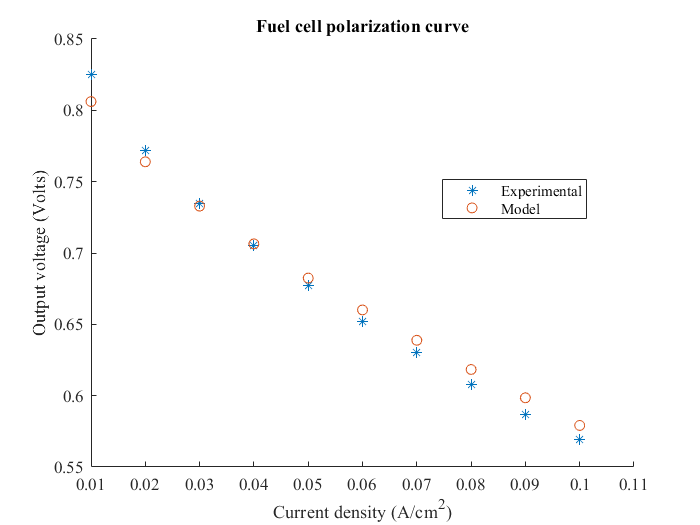 Fuel cell polarization curve
0.85
0.8
0.75
0.7
0.65
0.6
0.55
Output voltage (Volts)
Experimental
Model
0.01 0.02 0.03 0.04 0.05 0.06 0.07 0.08 0.09 0.1 0.11
Current density (A/cm²)